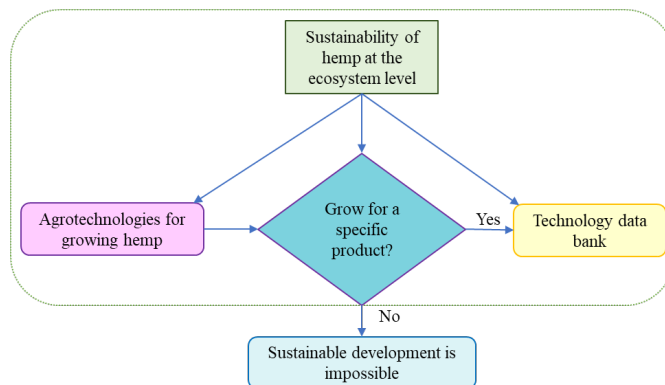 Sustainability of
hemp at the
ecosystem level
Agrotechnologies for
growing hemp
Grow for a
specific
product?
Yes
Technology data
bank
No
Sustainable development is
impossible